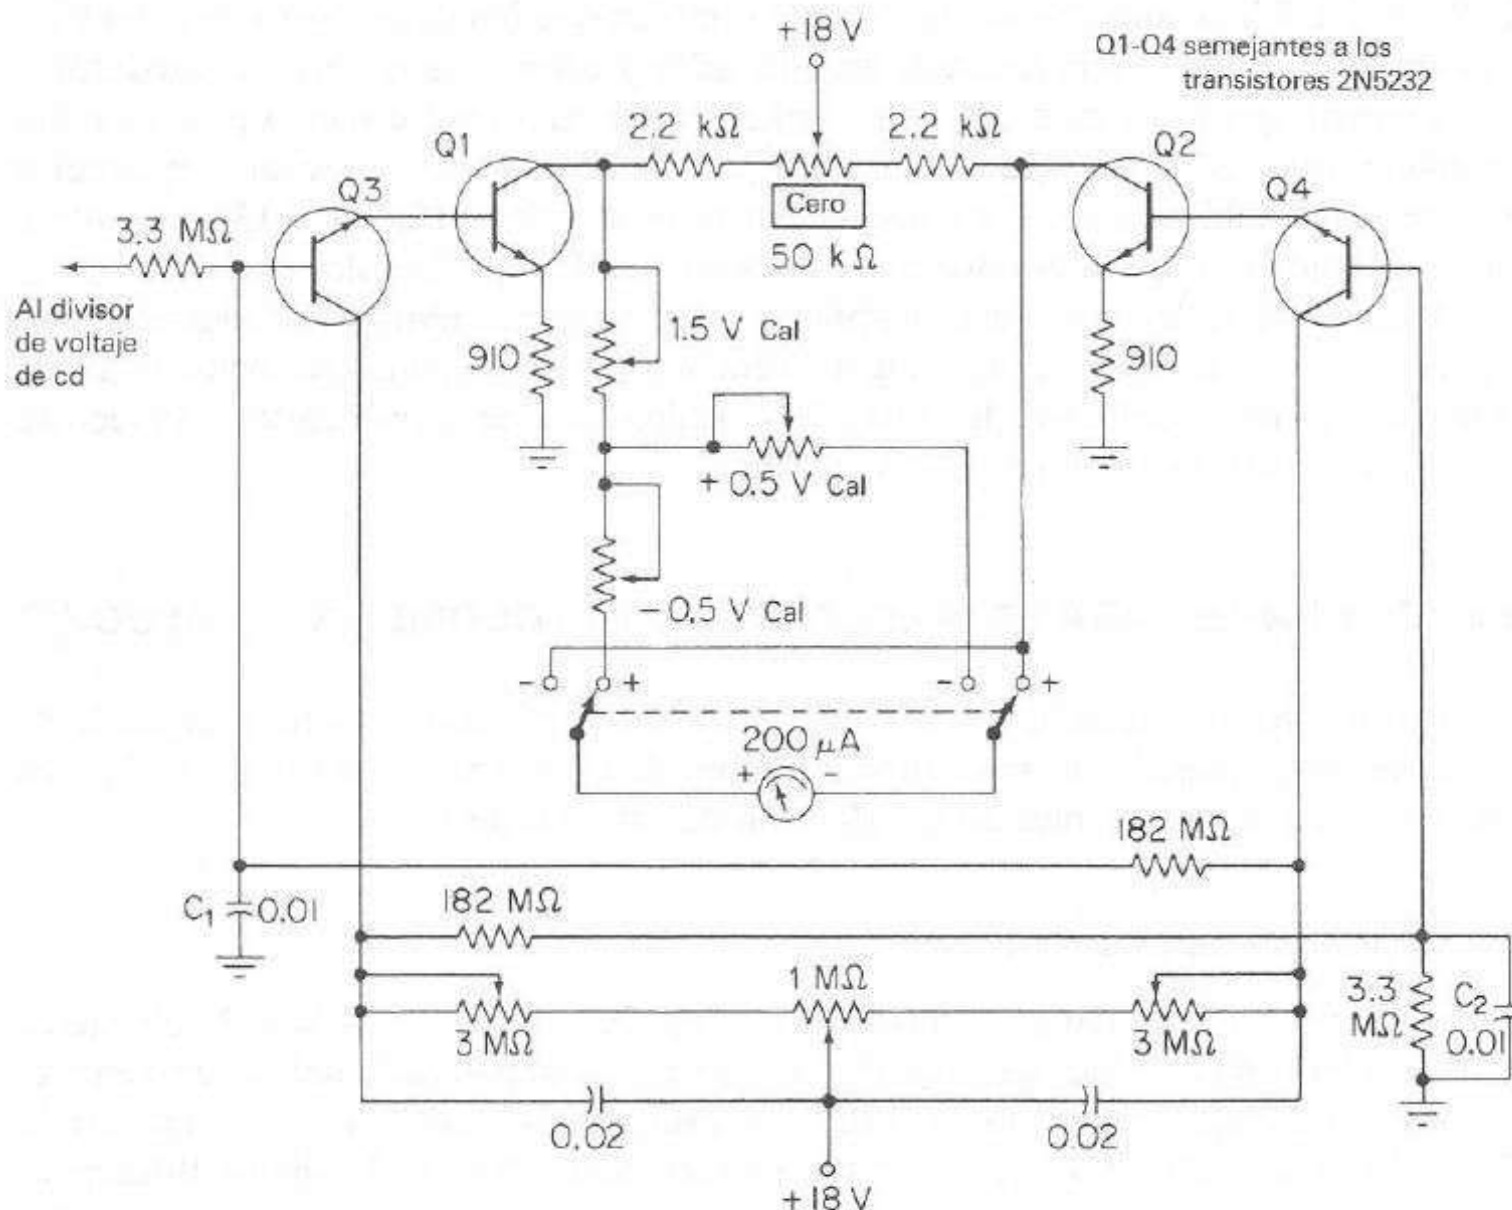 +18 V
Q1-Q4 semejantes a los
transistores 2N5232
Q1
2.2 kΩ
2.2 kΩ
Q2
Q3
Q4
3.3 MΩ
Cero
50 kΩ
Al divisor
de voltaje
de cd
910
1.5 V Cal
910
+ 0.5 V Cal
-0.5 V Cal
- +
- +
200 μA
+ -
182 MΩ
C₁ 0.01
182 MΩ
1 MΩ
3 MΩ
3 MΩ
3.3
MΩ
C₂
0.01
0.02
0.02
+18 V